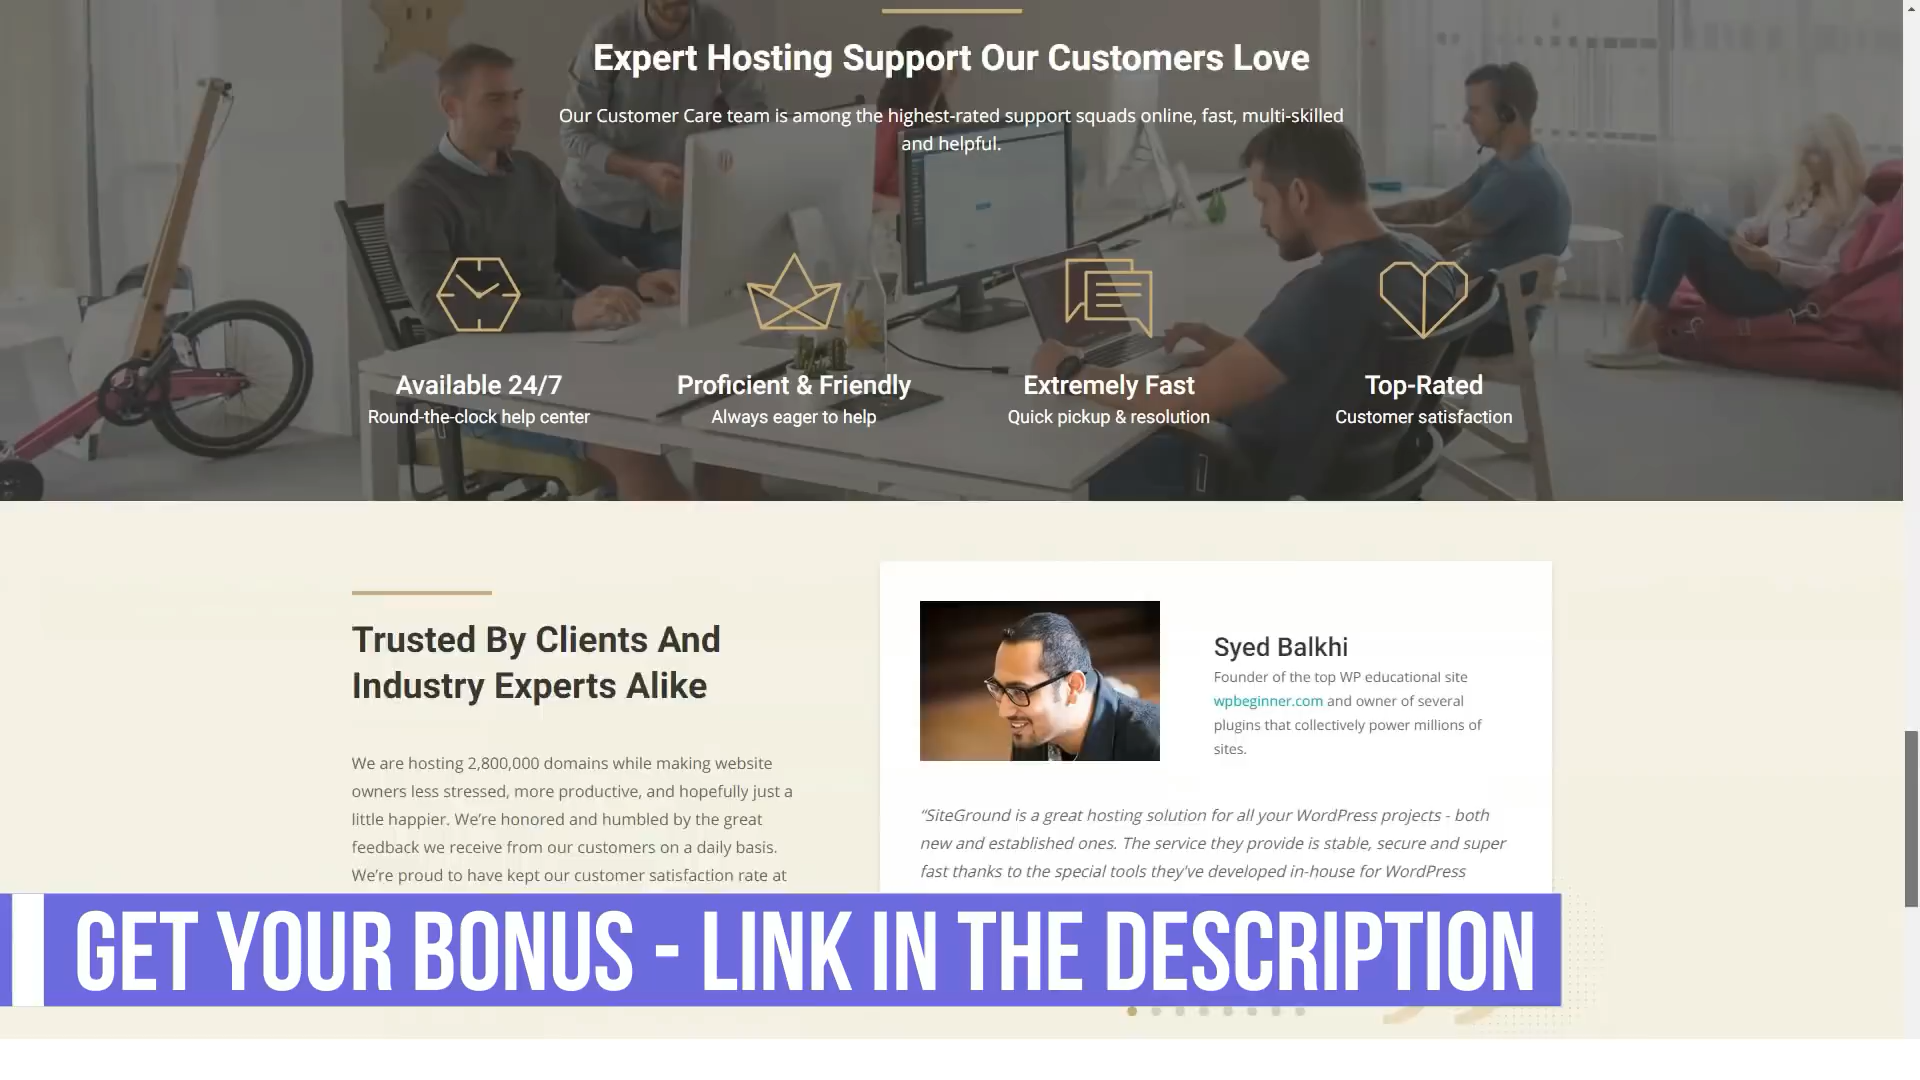 Expert Hosting Support Our Customers Love
Our Customer Care team is among the highest-rated support squads online, fast, multi-skilled
and helpful.
Available 24/7
Round-the-clock help center
Proficient & Friendly
Always eager to help
Extremely Fast
Quick pickup & resolution
Top-Rated
Customer satisfaction
Trusted By Clients And
Industry Experts Alike
We are hosting 2,800,000 domains while making website
owners less stressed, more productive, and hopefully just a
little happier. We’re honored and humbled by the great
feedback we receive from our customers on a daily basis.
We’re proud to have kept our customer satisfaction rate at
Syed Balkhi
Founder of the top WP educational site
wpbeginner.com and owner of several
plugins that collectively power millions of
sites.
“SiteGround is a great hosting solution for all your WordPress projects - both
new and established ones. The service they provide is stable, secure and super
fast thanks to the special tools they've developed in-house for WordPress
GET YOUR BONUS - LINK IN THE DESCRIPTION